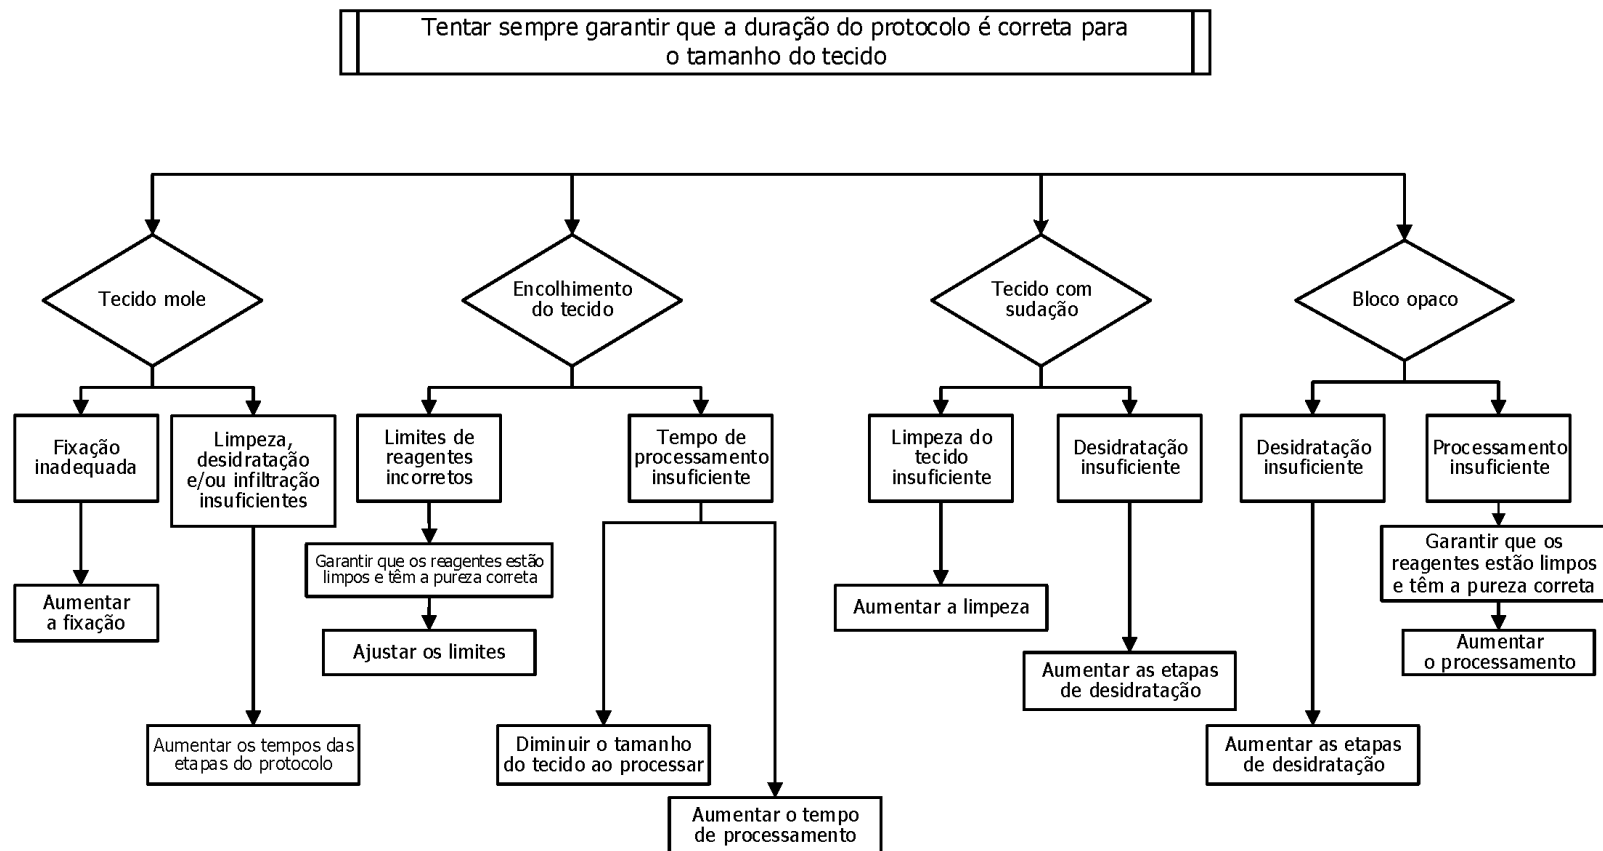 Tentar sempre garantir que a duração do protocolo é correta para
o tamanho do tecido
Tecido mole
Encolhimento
do tecido
Tecido com
sudação
Bloco opaco
Fixação
inadequada
Limpeza,
desidratação
e/ou infiltração
insuficientes
Limites de
reagentes
incorretos
Tempo de
processamento
insuficiente
Limpeza do
tecido
insuficiente
Desidratação
insuficiente
Desidratação
insuficiente
Processamento
insuficiente
Garantir que os reagentes estão
limpos e têm a pureza correta
Garantir que os
reagentes estão limpos
e têm a pureza correta
Aumentar
a fixação
Aumentar a limpeza
Ajustar os limites
Aumentar
o processamento
Aumentar as etapas
de desidratação
Aumentar os tempos das
etapas do protocolo
Diminuir o tamanho
do tecido ao processar
Aumentar as etapas
de desidratação
Aumentar o tempo
de processamento